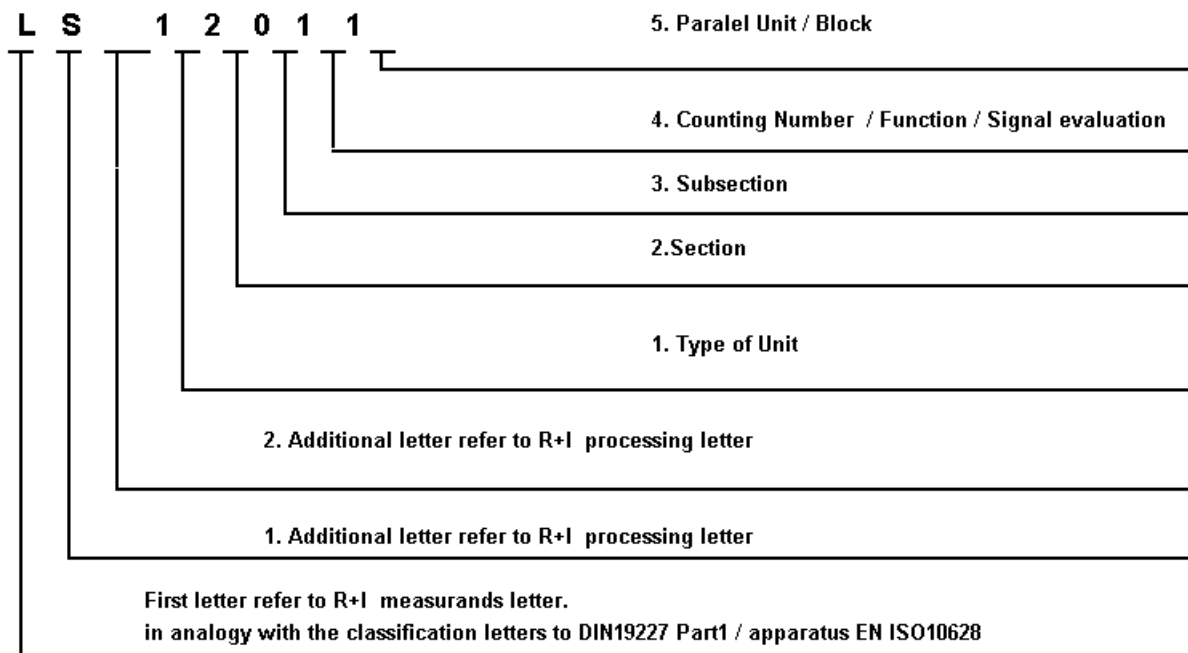 L S 1 2 0 1 1
5. Paralel Unit / Block
4. Counting Number / Function / Signal evaluation
3. Subsection
2.Section
1. Type of Unit
2. Additional letter refer to R+I processing letter
1. Additional letter refer to R+I processing letter
First letter refer to R+I measurands letter.
in analogy with the classification letters to DIN19227 Part1 / apparatus EN ISO10628